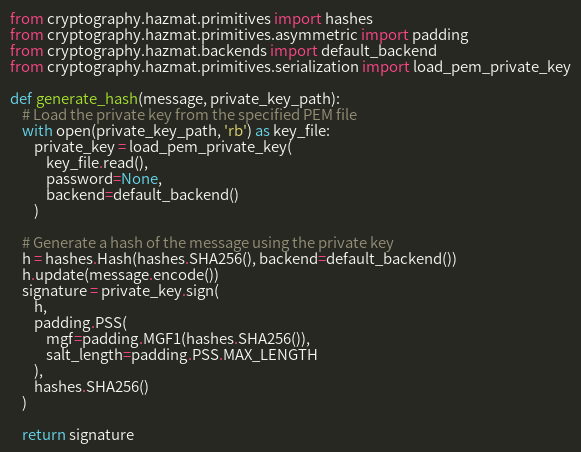 from cryptography.hazmat.primitives import hashes
from cryptography.hazmat.primitives.asymmetric import padding
from cryptography.hazmat.backends import default_backend
from cryptography.hazmat.primitives.serialization import load_pem_private_key

def generate_hash(message, private_key_path):
    # Load the private key from the specified PEM file
    with open(private_key_path, 'rb') as key_file:
        private_key = load_pem_private_key(
            key_file.read(),
            password=None,
            backend=default_backend()
        )

    # Generate a hash of the message using the private key
    h = hashes.Hash(hashes.SHA256(), backend=default_backend())
    h.update(message.encode())
    signature = private_key.sign(
        h,
        padding.PSS(
            mgf=padding.MGF1(hashes.SHA256()),
            salt_length=padding.PSS.MAX_LENGTH
        ),
        hashes.SHA256()
    )

    return signature